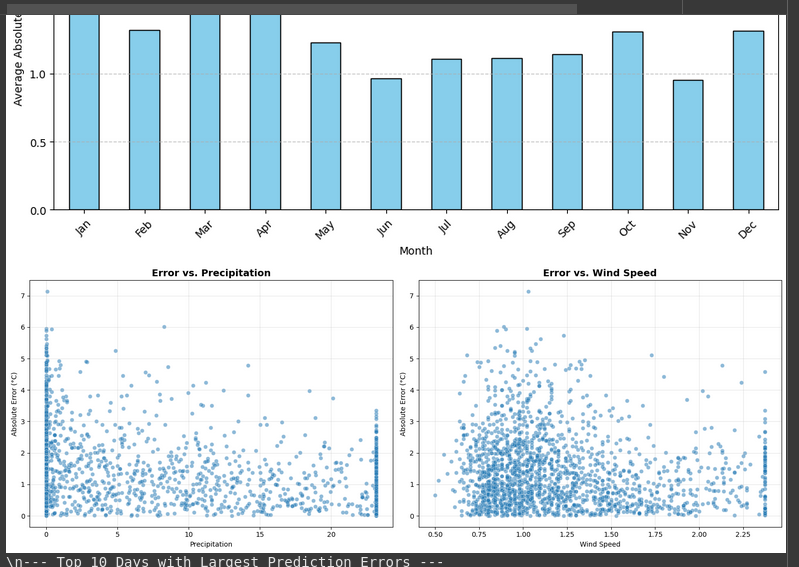 Average Absolute
1.0
0.5
0.0
Jan Feb Mar Apr May Jun Jul Aug Sep Oct Nov Dec
Month
Error vs. Precipitation
Absolute Error (°C)
7
6
5
4
3
2
1
0
0 5 10 15 20
Precipitation
Error vs. Wind Speed
Absolute Error (°C)
7
6
5
4
3
2
1
0
0.50 0.75 1.00 1.25 1.50 1.75 2.00 2.25
Wind Speed
\n--- Top 10 Days with Largest Prediction Errors ---